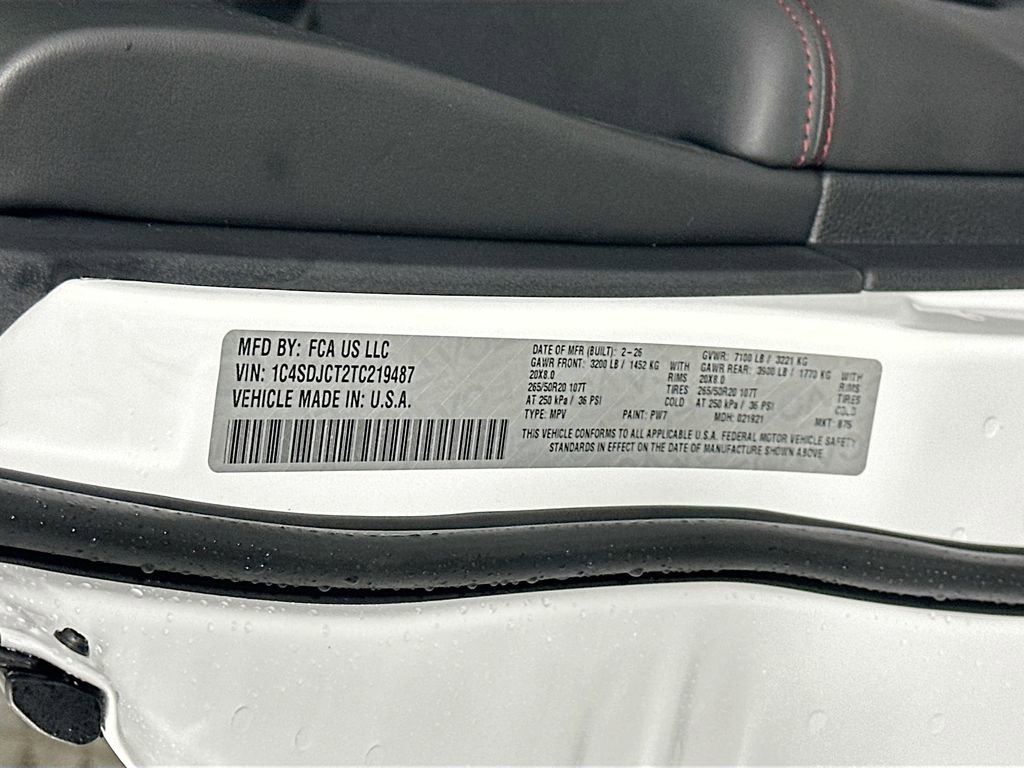 MFD BY: FCA US LLC
VIN: 1C4SDJCT2TC219487
VEHICLE MADE IN: U.S.A.
DATE OF MFR (BUILT): 2-26
GAWR FRONT: 3200 LB / 1452 KG WITH
20X8.0 RIMS
265/50R20 107T TIRES
AT 250 kPa / 36 PSI COLD
TYPE: MPV PAINT: PW7
GVWR: 7100 LB / 3221 KG
GAWR REAR: 3900 LB / 1770 KG WITH
20X8.0 RIMS
265/50R20 107T TIRES
AT 250 kPa / 36 PSI COLD
MDH: 021921 MKT: 875
THIS VEHICLE CONFORMS TO ALL APPLICABLE U.S.A. FEDERAL MOTOR VEHICLE SAFETY
STANDARDS IN EFFECT ON THE DATE OF MANUFACTURE SHOWN ABOVE.